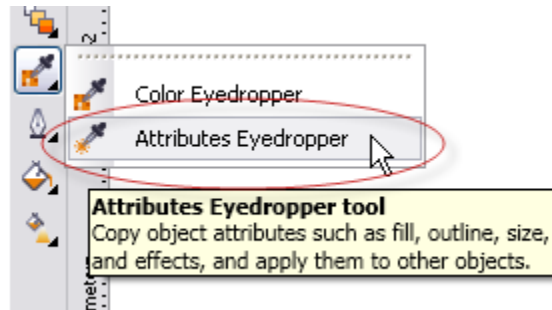 2
Color Eyedropper
Attributes Eyedropper
Attributes Eyedropper tool
Copy object attributes such as fill, outline, size,
and effects, and apply them to other objects.